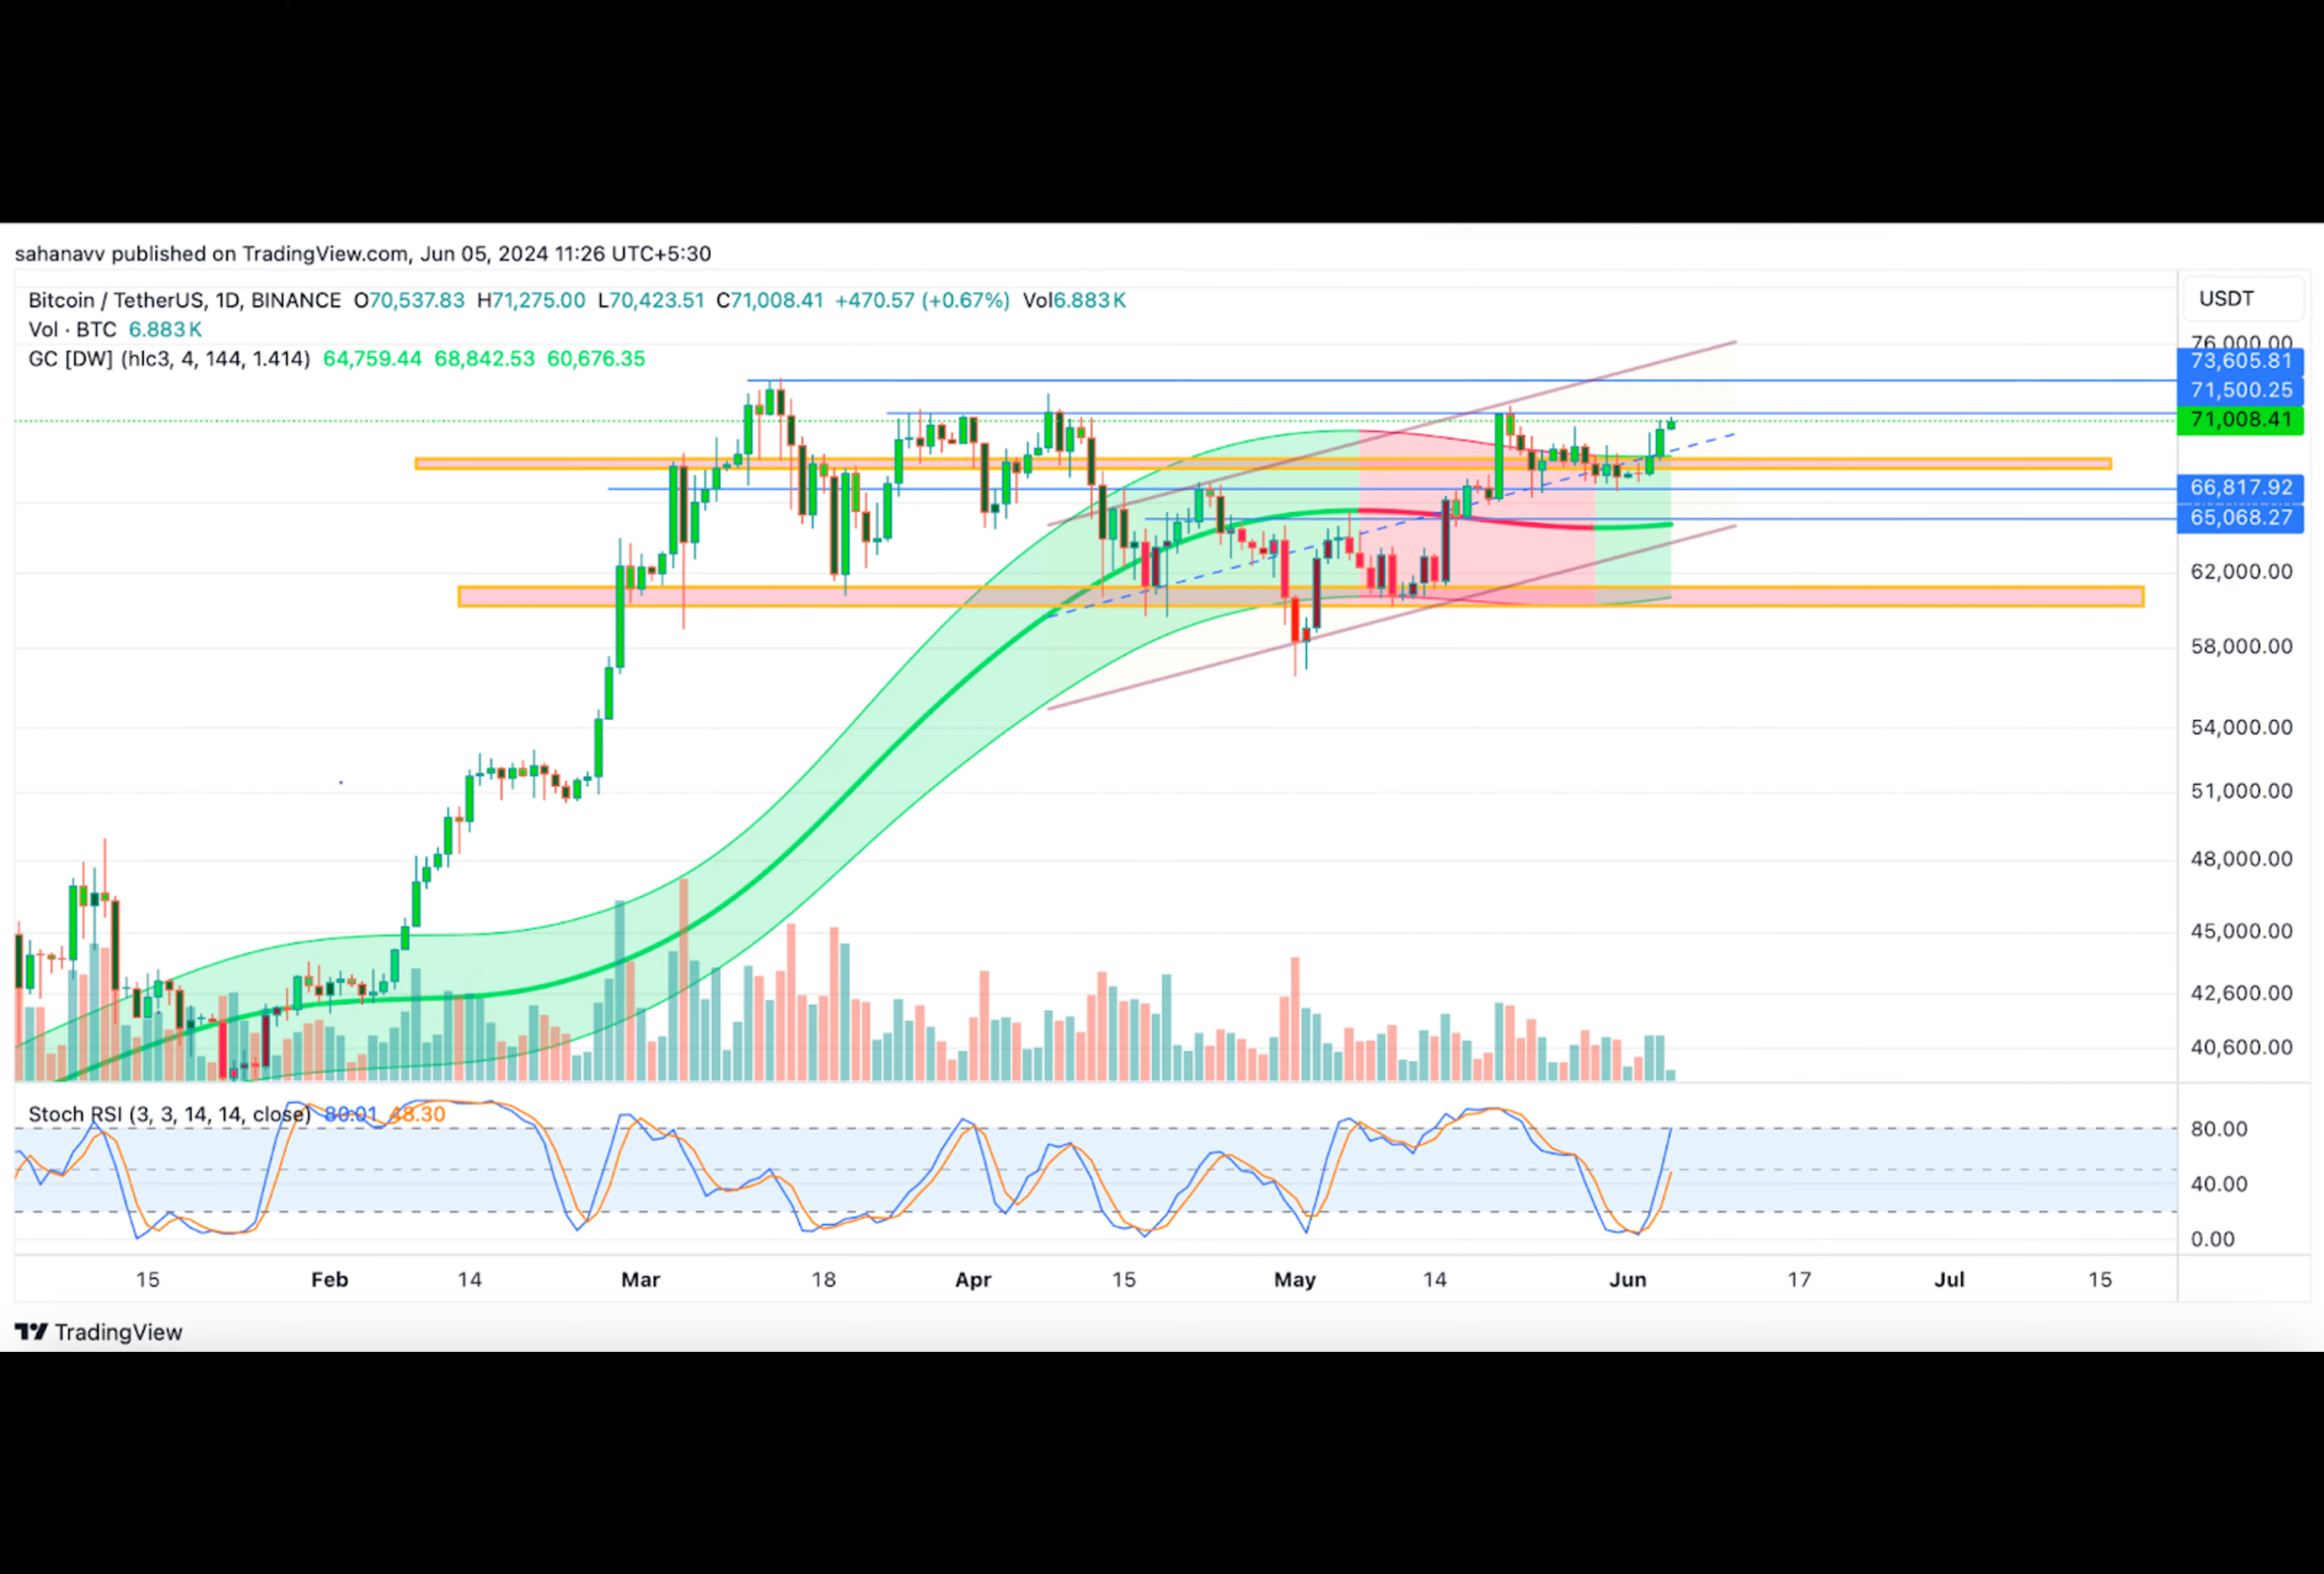 sahanavv published on TradingView.com, Jun 05, 2024 11:26 UTC+5:30
Bitcoin / TetherUS, 1D, BINANCE O70,537.83 H71,275.00 L70,423.51 C71,008.41 +470.57 (+0.67%) Vol6.883K
Vol · BTC 6.883K
GC [DW] (hlc3, 4, 144, 1.414) 64,759.44 68,842.53 60,676.35
USDT
76,000.00
73,605.81
71,500.25
71,008.41
66,817.92
65,068.27
62,000.00
58,000.00
54,000.00
51,000.00
48,000.00
45,000.00
42,600.00
40,600.00
Stoch RSI (3, 3, 14, 14, close) 80.01 48.30
80.00
40.00
0.00
15 Feb 14 Mar 18 Apr 15 May 14 Jun 17 Jul 15
TradingView